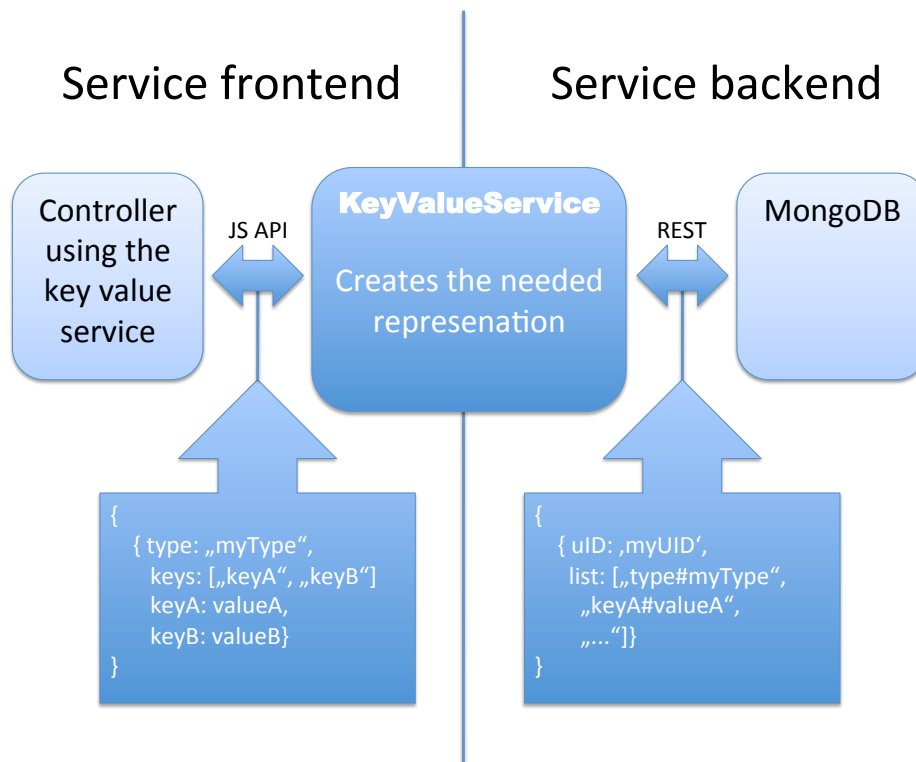 Service frontend
Service backend
Controller
using the
key value
service
JS API
KeyValueService
Creates the needed
represenation
REST
MongoDB
{
{ type: „myType“,
keys: [„keyA“, „keyB“]
keyA: valueA,
keyB: valueB}
}
{
{ uID: ‚myUID‘,
list: [„type#myType“,
„keyA#valueA“,
„...“]}
}